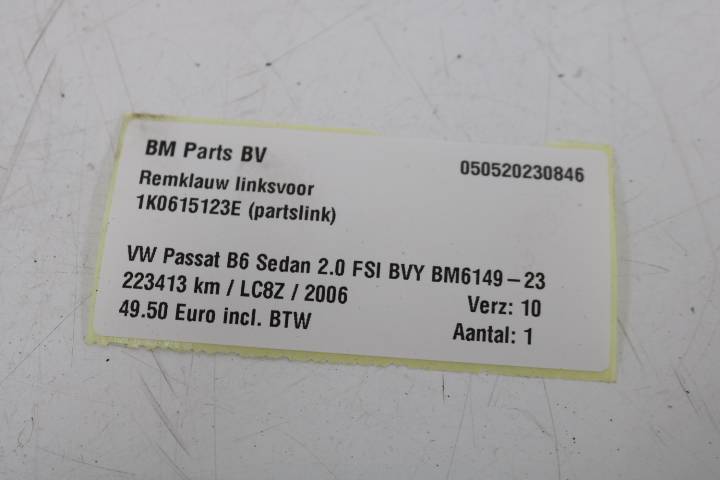 BM Parts BV
050520230846
Remklauw linksvoor
1K0615123E (partslink)
VW Passat B6 Sedan 2.0 FSI BVY BM6149-23
223413 km / LC8Z / 2006
Verz: 10
49.50 Euro incl. BTW
Aantal: 1